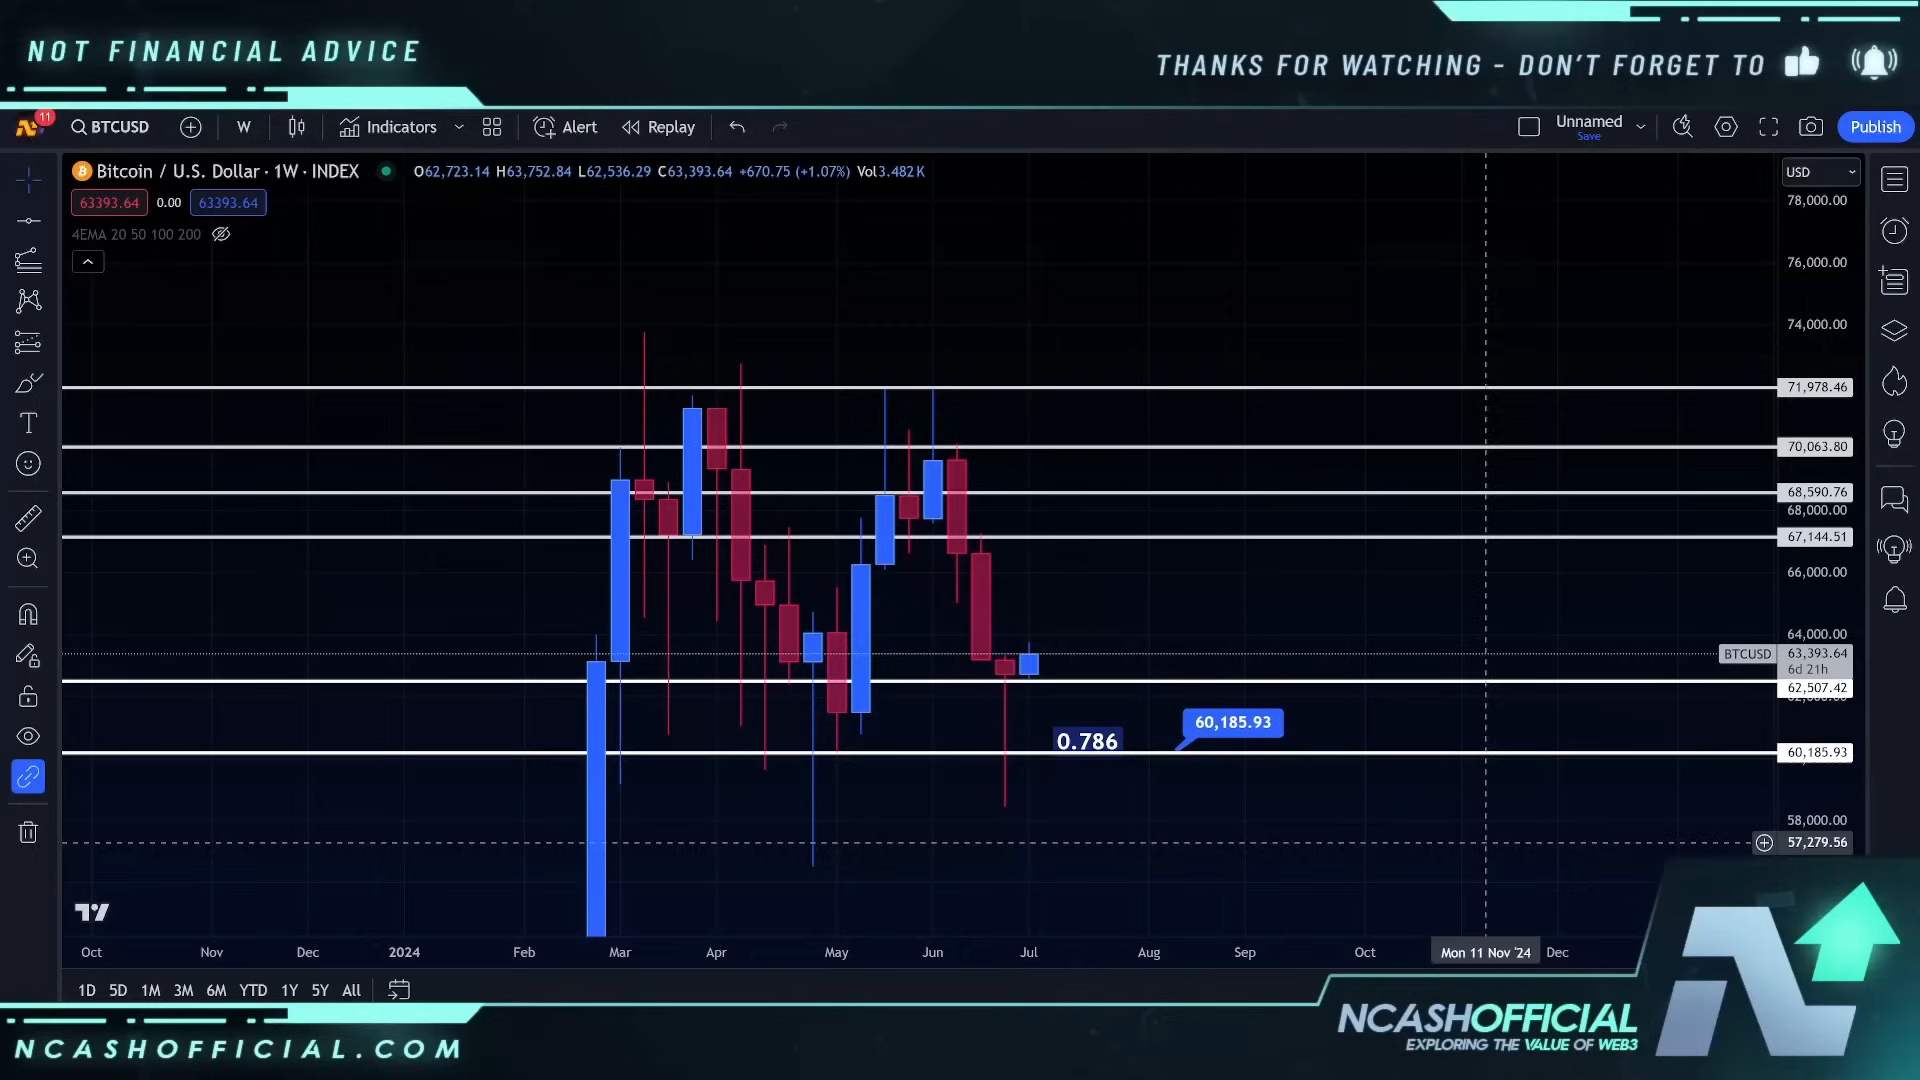 NOT FINANCIAL ADVICE
THANKS FOR WATCHING - DON'T FORGET TO
11
BTCUSD
W
Indicators
Alert
Replay
Unnamed
Save
Publish
Bitcoin / U.S. Dollar · 1W · INDEX
O62,723.14 H63,752.84 L62,536.29 C63,393.64 +670.75 (+1.07%) Vol3.482K
63393.64 0.00 63393.64
4EMA 20 50 100 200
USD
78,000.00
76,000.00
74,000.00
71,978.46
70,063.80
68,590.76
68,000.00
67,144.51
66,000.00
64,000.00
BTCUSD 63,393.64
6d 21h
62,507.42
60,185.93
0.786
60,185.93
58,000.00
57,279.56
Oct Nov Dec 2024 Feb Mar Apr May Jun Jul Aug Sep Oct Mon 11 Nov '24 Dec
1D 5D 1M 3M 6M YTD 1Y 5Y All
NCASHOFFICIAL
EXPLORING THE VALUE OF WEB3
NCASHOFFICIAL.COM